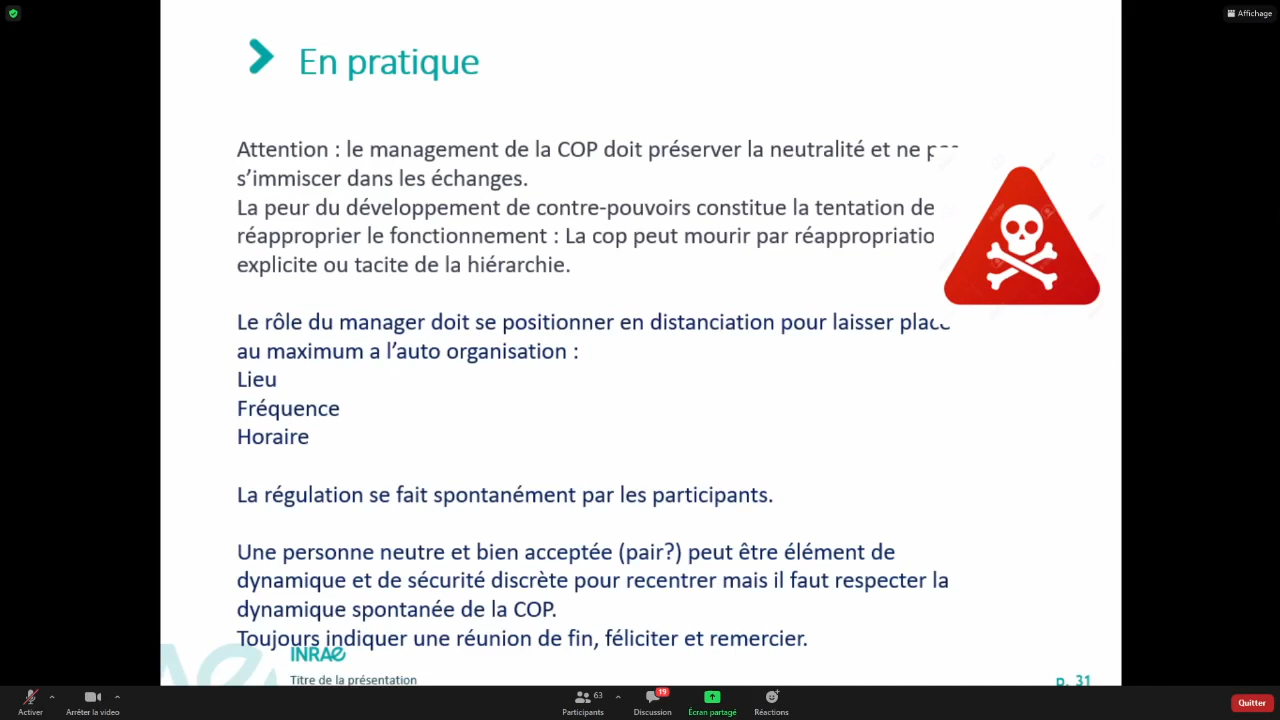 Affichage
En pratique
Attention : le management de la COP doit préserver la neutralité et ne pas
s'immiscer dans les échanges.
La peur du développement de contre-pouvoirs constitue la tentation de
réapproprier le fonctionnement : La cop peut mourir par réappropriatio
explicite ou tacite de la hiérarchie.
Le rôle du manager doit se positionner en distanciation pour laisser place
au maximum a l'auto organisation :
Lieu
Fréquence
Horaire
La régulation se fait spontanément par les participants.
Une personne neutre et bien acceptée (pair?) peut être élément de
dynamique et de sécurité discrète pour recentrer mais il faut respecter la
dynamique spontanée de la COP.
Toujours indiquer une réunion de fin, féliciter et remercier.
INRAE
Titre de la présentation
p. 31
Activer
Arrêter la video
63
Participants
19
Discussion
Écran partagé
Réactions
Quitter